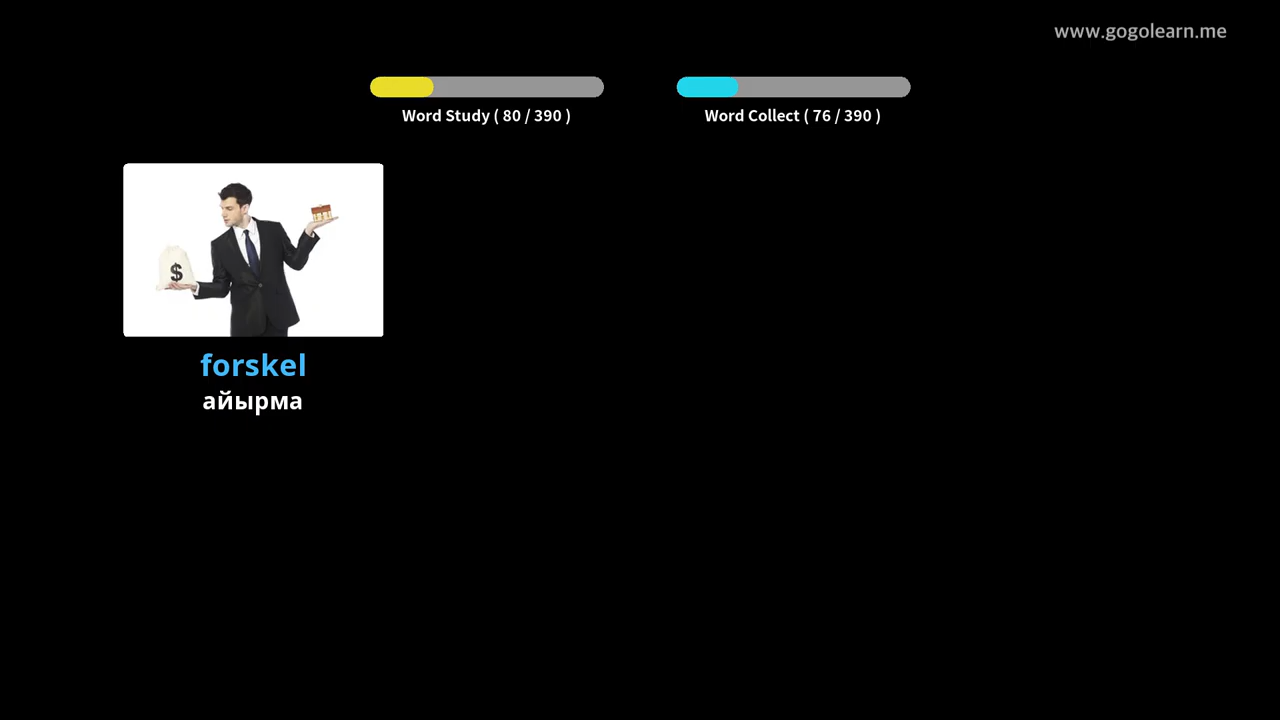 www.gogolearn.me
Word Study ( 80 / 390 )
Word Collect ( 76 / 390 )
$
forskel
айырма